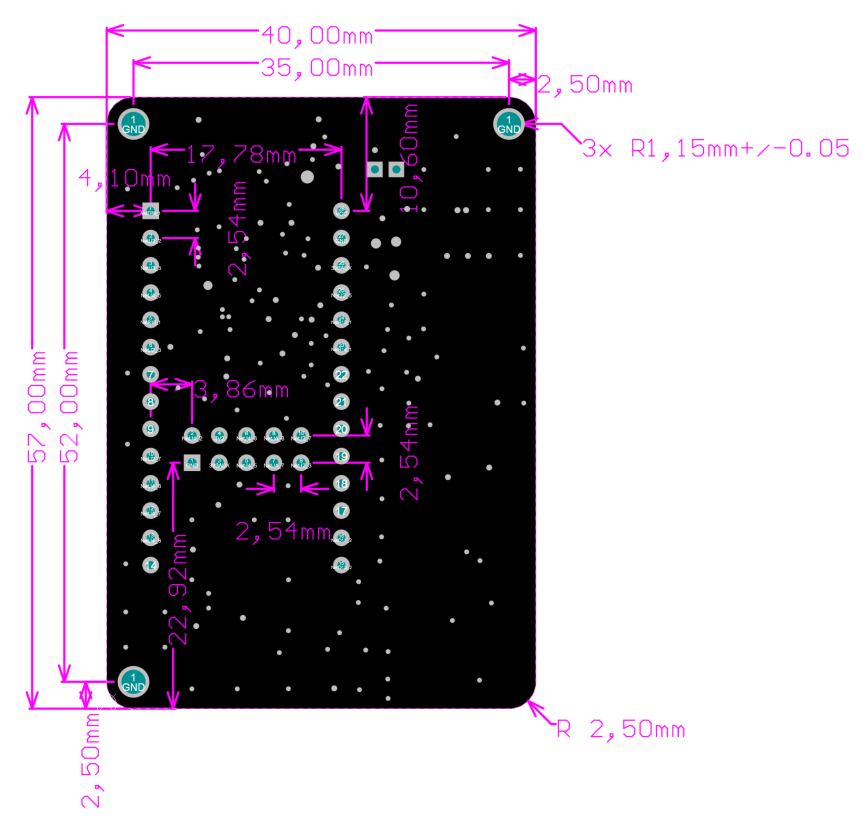 40,00mm
35,00mm
2,50mm
1
GND
1
GND
3x R1,15mm+/-0.05
17,78mm
10,60mm
4,10mm
2,54mm
57,00mm
52,00mm
7
22
3,86mm
8
21
9
20
2,54mm
19
18
2,54mm
17
14
22,92mm
1
GND
2,50mm
R 2,50mm